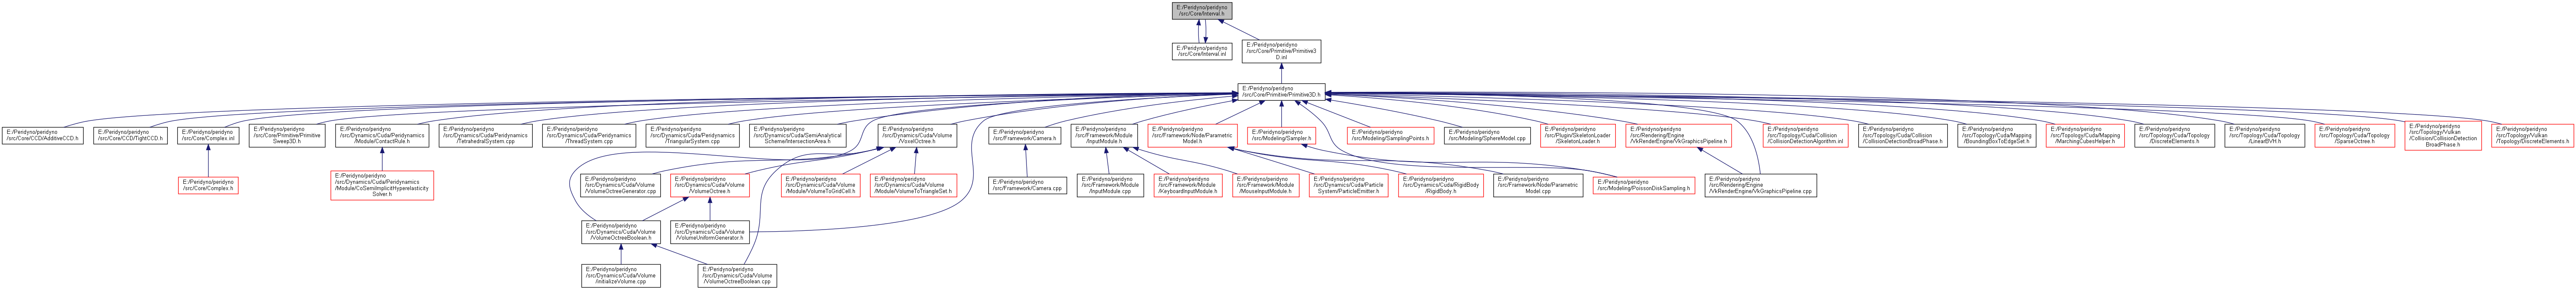 E:/Peridyno/peridyno
/src/Core/Interval.h
E:/Peridyno/peridyno
/src/Core/Interval.inl
E:/Peridyno/peridyno
/src/Core/Primitive/Primitive3
D.inl
E:/Peridyno/peridyno
/src/Core/Primitive/Primitive3D.h
E:/Peridyno/peridyno
/src/Core/CCD/AdditiveCCD.h
E:/Peridyno/peridyno
/src/Core/CCD/TightCCD.h
E:/Peridyno/peridyno
/src/Core/Complex.inl
E:/Peridyno/peridyno
/src/Core/Primitive/Primitive
Sweep3D.h
E:/Peridyno/peridyno
/src/Dynamics/Cuda/Peridynamics
/Module/ContactRule.h
E:/Peridyno/peridyno
/src/Dynamics/Cuda/Peridynamics
/TetrahedralSystem.cpp
E:/Peridyno/peridyno
/src/Dynamics/Cuda/Peridynamics
/ThreadSystem.cpp
E:/Peridyno/peridyno
/src/Dynamics/Cuda/Peridynamics
/TriangularSystem.cpp
E:/Peridyno/peridyno
/src/Dynamics/Cuda/SemiAnalytical
Scheme/IntersectionArea.h
E:/Peridyno/peridyno
/src/Dynamics/Cuda/Volume
/VoxelOctree.h
E:/Peridyno/peridyno
/src/Framework/Camera.h
E:/Peridyno/peridyno
/src/Framework/Module
/InputModule.h
E:/Peridyno/peridyno
/src/Framework/Node/Parametric
Model.h
E:/Peridyno/peridyno
/src/Modeling/Sampler.h
E:/Peridyno/peridyno
/src/Modeling/SamplingPoints.h
E:/Peridyno/peridyno
/src/Modeling/SphereModel.cpp
E:/Peridyno/peridyno
/src/Plugin/SkeletonLoader
/SkeletonLoader.h
E:/Peridyno/peridyno
/src/Rendering/Engine
/VkRenderEngine/VkGraphicsPipeline.h
E:/Peridyno/peridyno
/src/Topology/Cuda/Collision
/CollisionDetectionAlgorithm.inl
E:/Peridyno/peridyno
/src/Topology/Cuda/Collision
/CollisionDetectionBroadPhase.h
E:/Peridyno/peridyno
/src/Topology/Cuda/Mapping
/BoundingBoxToEdgeSet.h
E:/Peridyno/peridyno
/src/Topology/Cuda/Mapping
/MarchingCubesHelper.h
E:/Peridyno/peridyno
/src/Topology/Cuda/Topology
/DiscreteElements.h
E:/Peridyno/peridyno
/src/Topology/Cuda/Topology
/LinearBVH.h
E:/Peridyno/peridyno
/src/Topology/Cuda/Topology
/SparseOctree.h
E:/Peridyno/peridyno
/src/Topology/Vulkan
/Collision/CollisionDetection
BroadPhase.h
E:/Peridyno/peridyno
/src/Topology/Vulkan
/Topology/DiscreteElements.h
E:/Peridyno/peridyno
/src/Core/Complex.h
E:/Peridyno/peridyno
/src/Dynamics/Cuda/Peridynamics
/Module/CoSemiImplicitHyperelasticity
Solver.h
E:/Peridyno/peridyno
/src/Dynamics/Cuda/Volume
/VolumeOctreeGenerator.cpp
E:/Peridyno/peridyno
/src/Dynamics/Cuda/Volume
/VolumeOctree.h
E:/Peridyno/peridyno
/src/Dynamics/Cuda/Volume
/Module/VolumeToGridCell.h
E:/Peridyno/peridyno
/src/Dynamics/Cuda/Volume
/Module/VolumeToTriangleSet.h
E:/Peridyno/peridyno
/src/Framework/Camera.cpp
E:/Peridyno/peridyno
/src/Framework/Module
/InputModule.cpp
E:/Peridyno/peridyno
/src/Framework/Module
/KeyboardInputModule.h
E:/Peridyno/peridyno
/src/Framework/Module
/MouseInputModule.h
E:/Peridyno/peridyno
/src/Dynamics/Cuda/Particle
System/ParticleEmitter.h
E:/Peridyno/peridyno
/src/Dynamics/Cuda/RigidBody
/RigidBody.h
E:/Peridyno/peridyno
/src/Framework/Node/Parametric
Model.cpp
E:/Peridyno/peridyno
/src/Modeling/PoissonDiskSampling.h
E:/Peridyno/peridyno
/src/Rendering/Engine
/VkRenderEngine/VkGraphicsPipeline.cpp
E:/Peridyno/peridyno
/src/Dynamics/Cuda/Volume
/VolumeOctreeBoolean.h
E:/Peridyno/peridyno
/src/Dynamics/Cuda/Volume
/VolumeUniformGenerator.h
E:/Peridyno/peridyno
/src/Dynamics/Cuda/Volume
/initializeVolume.cpp
E:/Peridyno/peridyno
/src/Dynamics/Cuda/Volume
/VolumeOctreeBoolean.cpp